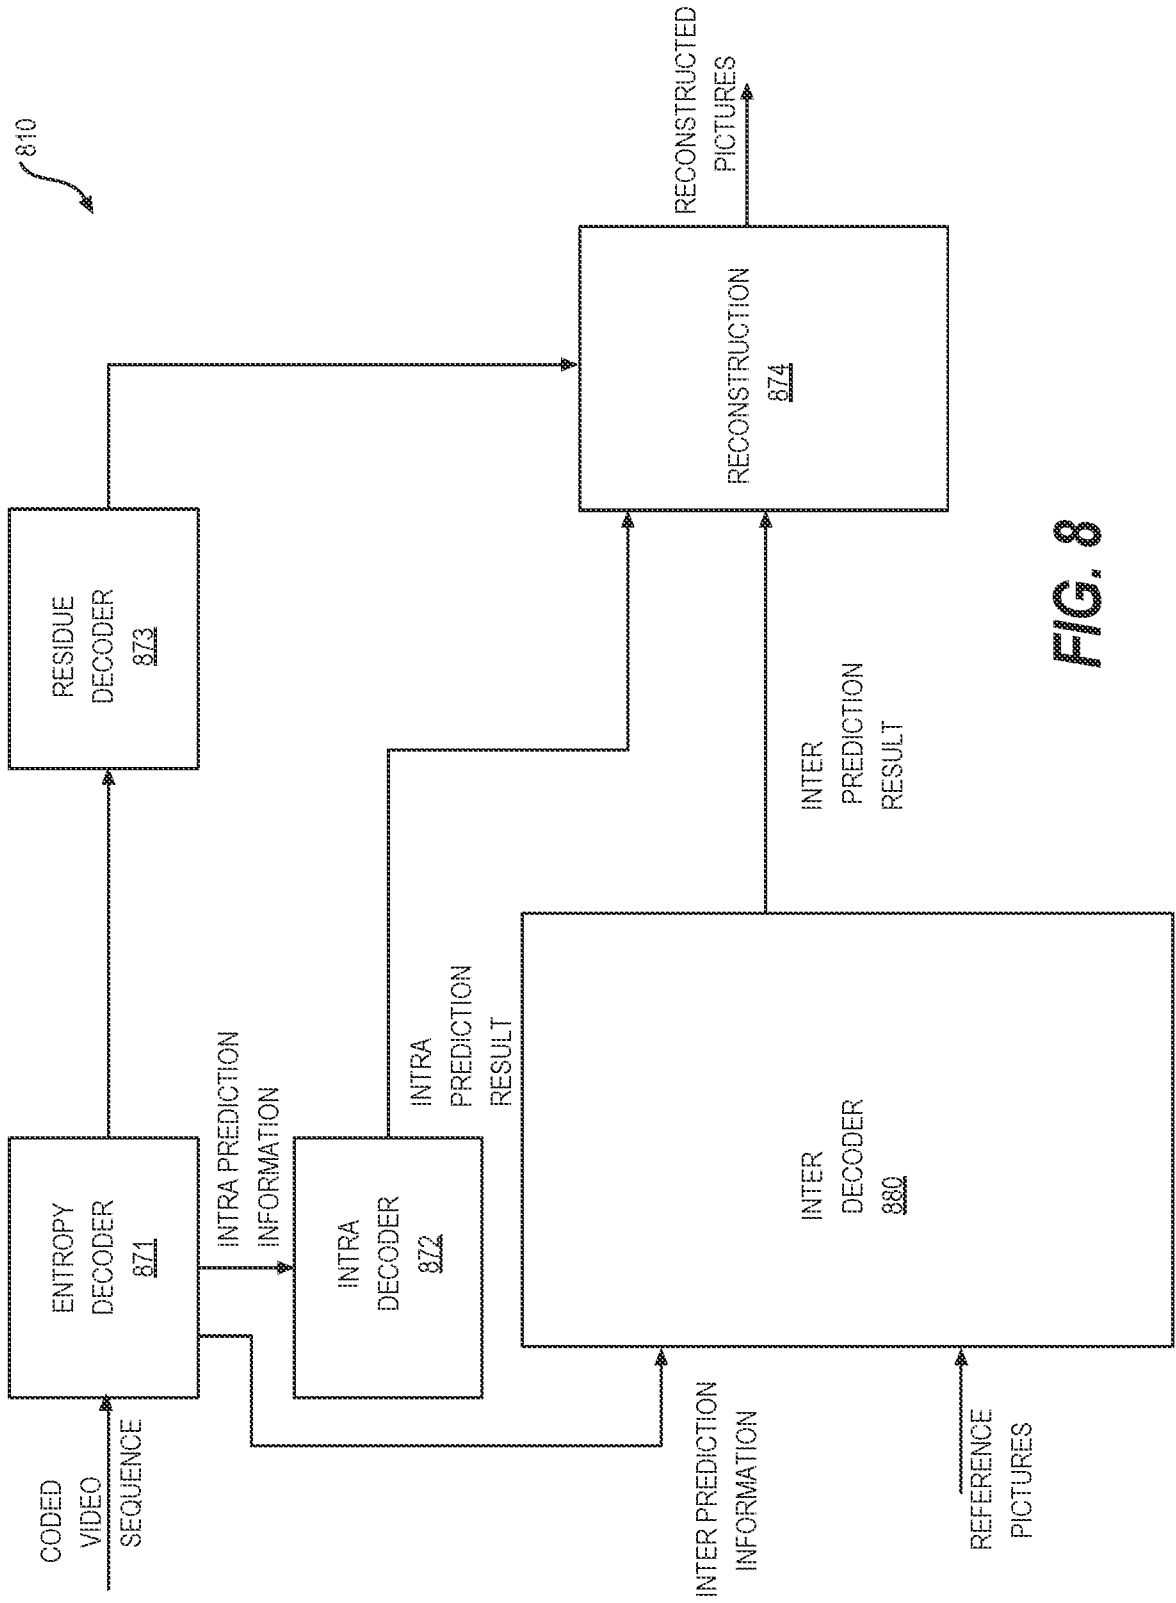 810
CODED
VIDEO
SEQUENCE
ENTROPY
DECODER
871
RESIDUE
DECODER
873
INTRA PREDICTION
INFORMATION
INTRA
DECODER
872
INTRA
PREDICTION
RESULT
RECONSTRUCTION
874
RECONSTRUCTED
PICTURES
INTER PREDICTION
INFORMATION
INTER
DECODER
880
INTER
PREDICTION
RESULT
REFERENCE
PICTURES
FIG. 8